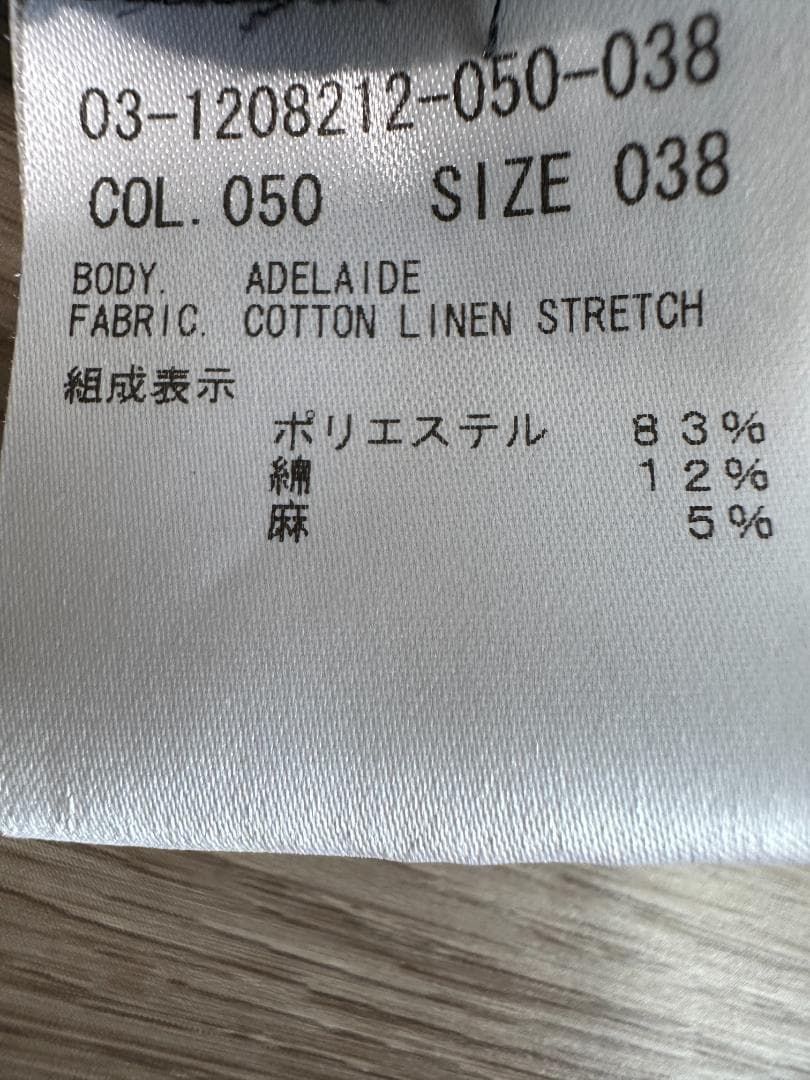 03-1208212-050-038
COL. 050 SIZE 038
BODY. ADELAIDE
FABRIC. COTTON LINEN STRETCH
組成表示
ポリエステル 83%
綿 12%
麻 5%